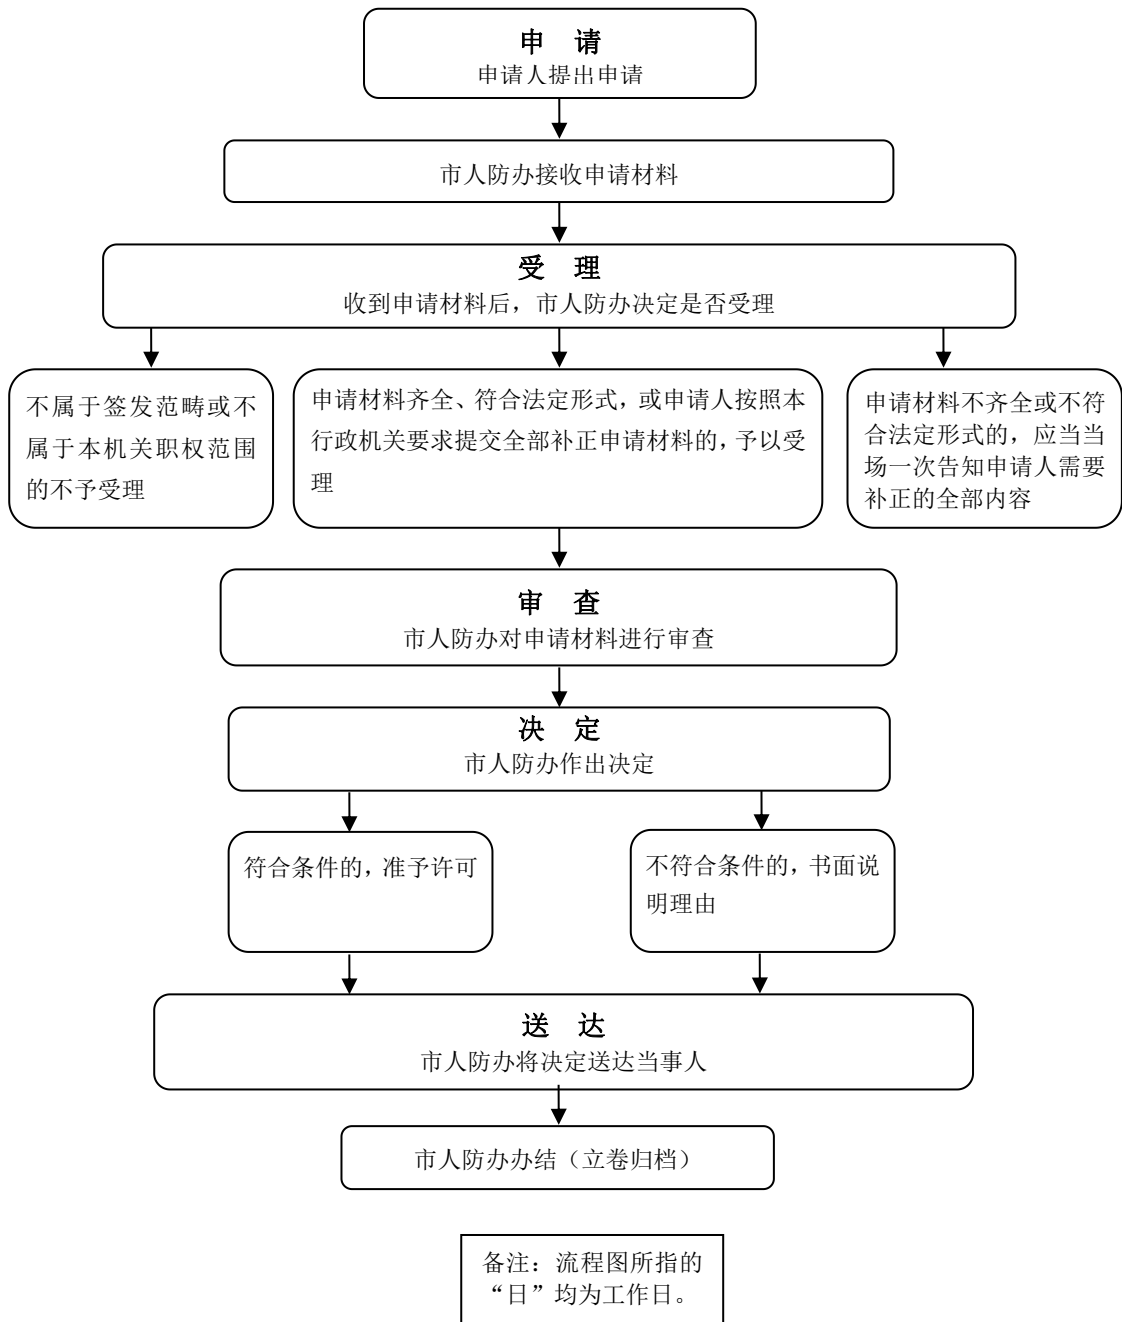 申 请
申请人提出申请
市人防办接收申请材料
受 理
收到申请材料后，市人防办决定是否受理
不属于签发范畴或不
属于本机关职权范围
的不予受理
申请材料齐全、符合法定形式，或申请人按照本
行政机关要求提交全部补正申请材料的，予以受
理
申请材料不齐全或不符
合法定形式的，应当当
场一次告知申请人需要
补正的全部内容
审 查
市人防办对申请材料进行审查
决 定
市人防办作出决定
符合条件的，准予许可
不符合条件的，书面说
明理由
送 达
市人防办将决定送达当事人
市人防办办结（立卷归档）
备注：流程图所指的
“日”均为工作日。